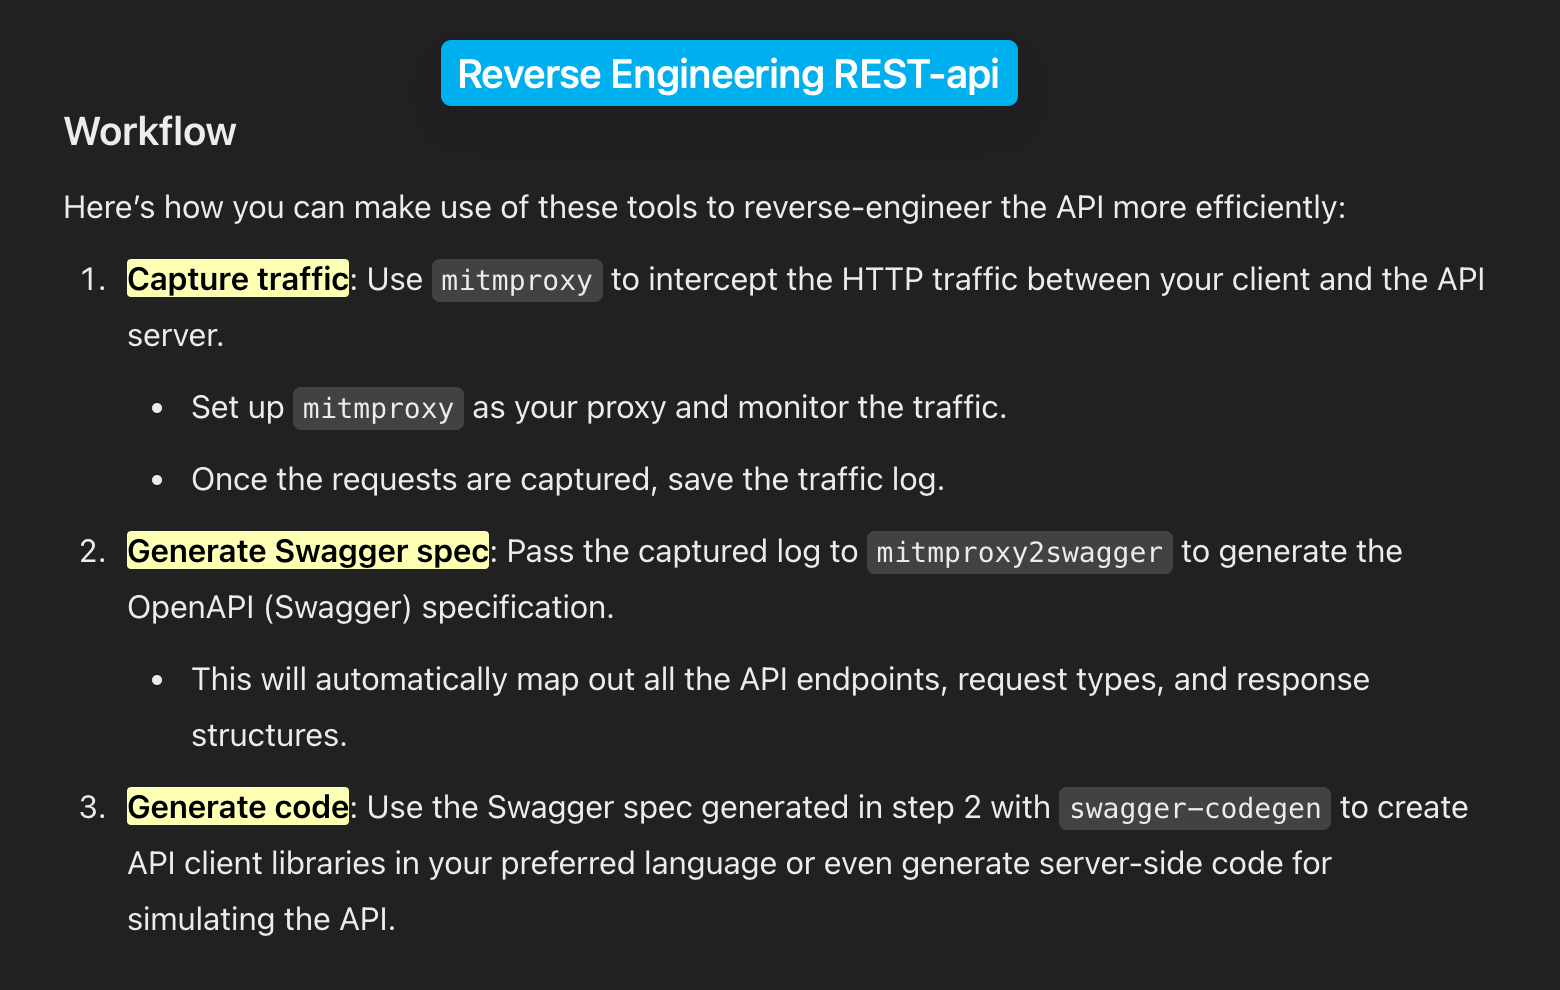 Reverse Engineering REST-api
Workflow
Here’s how you can make use of these tools to reverse-engineer the API more efficiently:
1. Capture traffic: Use mitmproxy to intercept the HTTP traffic between your client and the API
server.
• Set up mitmproxy as your proxy and monitor the traffic.
• Once the requests are captured, save the traffic log.
2. Generate Swagger spec: Pass the captured log to mitmproxy2swagger to generate the
OpenAPI (Swagger) specification.
• This will automatically map out all the API endpoints, request types, and response
structures.
3. Generate code: Use the Swagger spec generated in step 2 with swagger-codegen to create
API client libraries in your preferred language or even generate server-side code for
simulating the API.